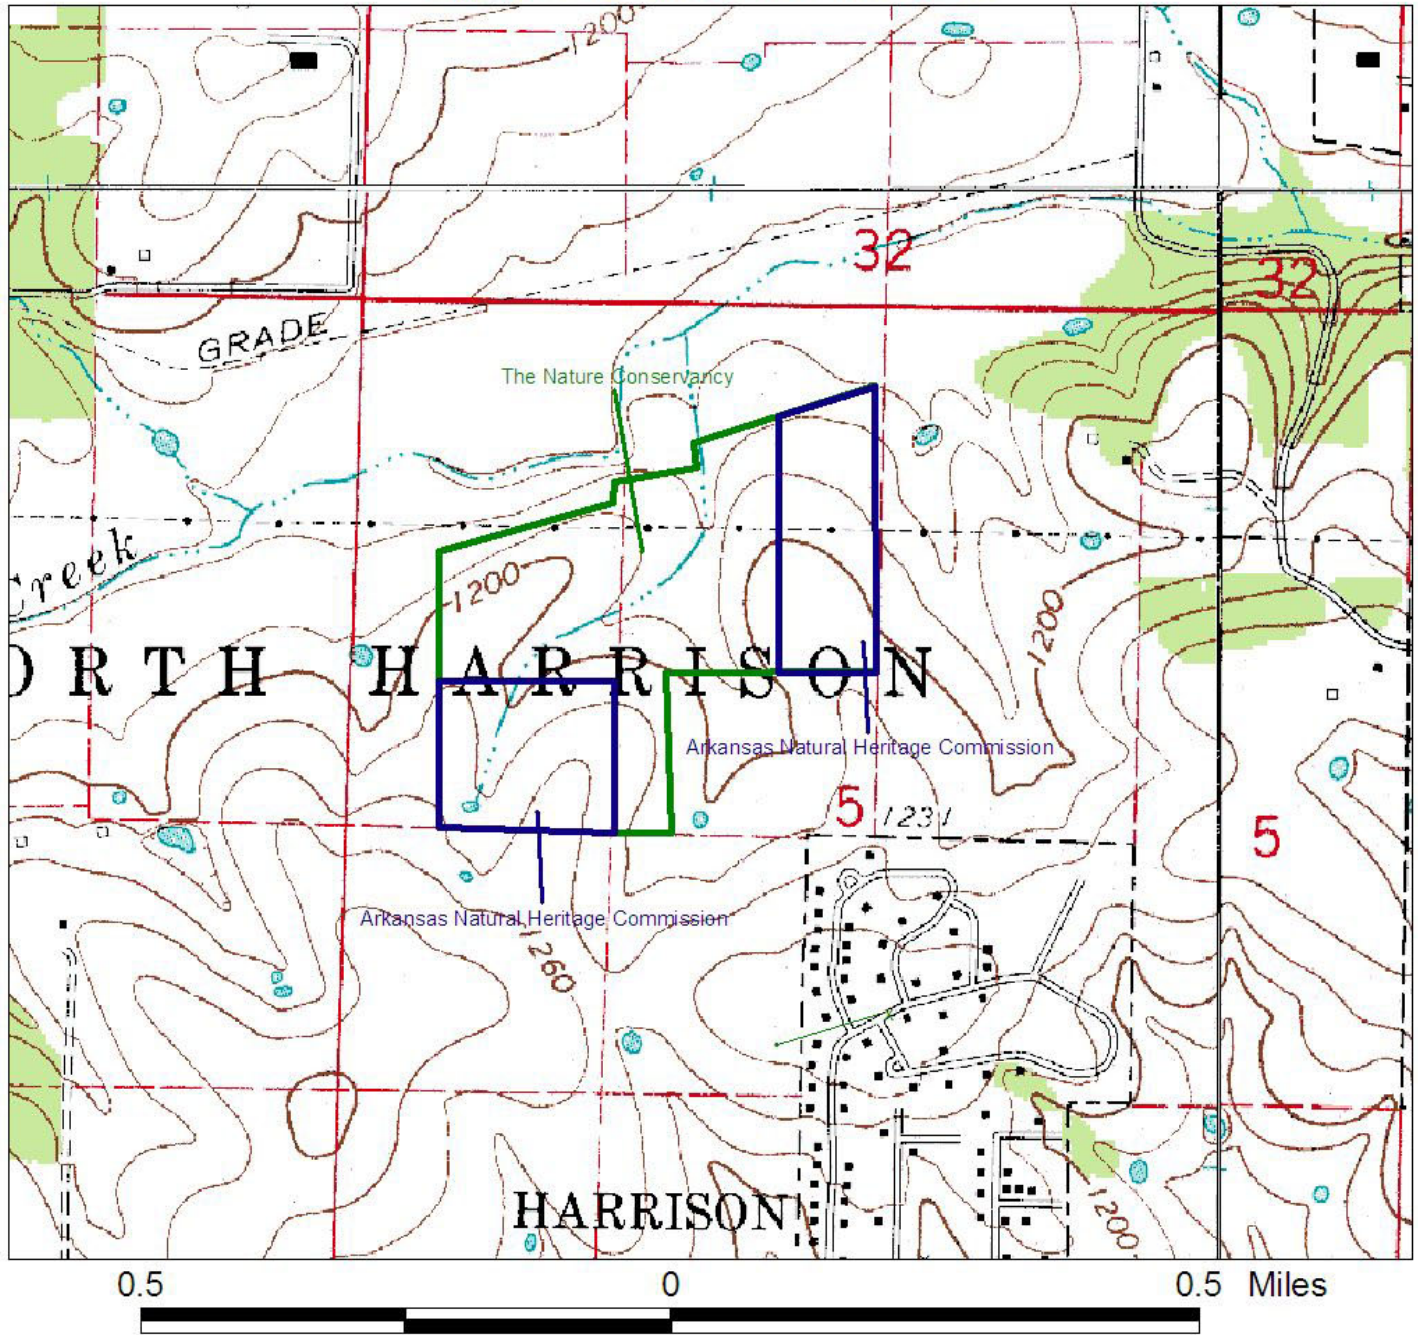 1200
32
32
GRADE
The Nature Conservancy
Creek
1200
1200
ORTH HARRISON
Arkansas Natural Heritage Commission
5
1231
5
Arkansas Natural Heritage Commission
1260
HARRISON
1200
0.5 0 0.5 Miles